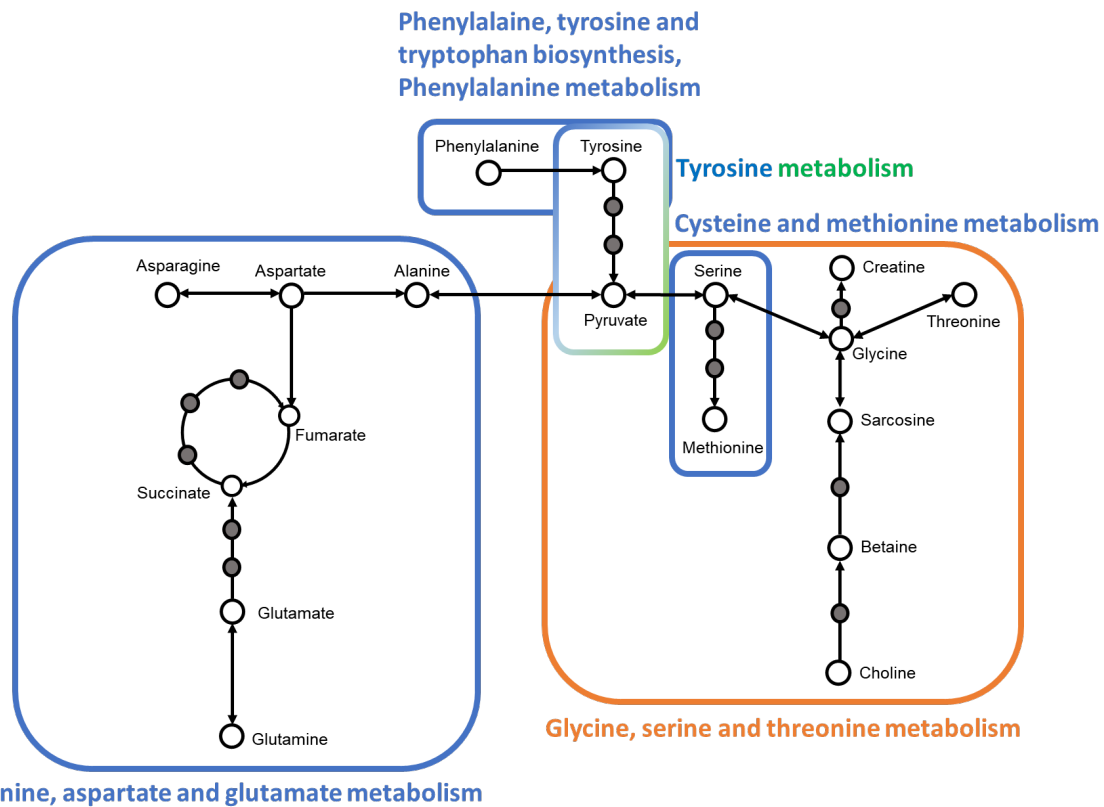 Phenylalaine, tyrosine and
tryptophan biosynthesis,
Phenylalanine metabolism
Phenylalanine
Tyrosine
Tyrosine metabolism
Cysteine and methionine metabolism
Asparagine
Aspartate
Alanine
Serine
Creatine
Pyruvate
Threonine
Glycine
Sarcosine
Fumarate
Methionine
Succinate
Betaine
Glutamate
Choline
Glycine, serine and threonine metabolism
Glutamine
nine, aspartate and glutamate metabolism